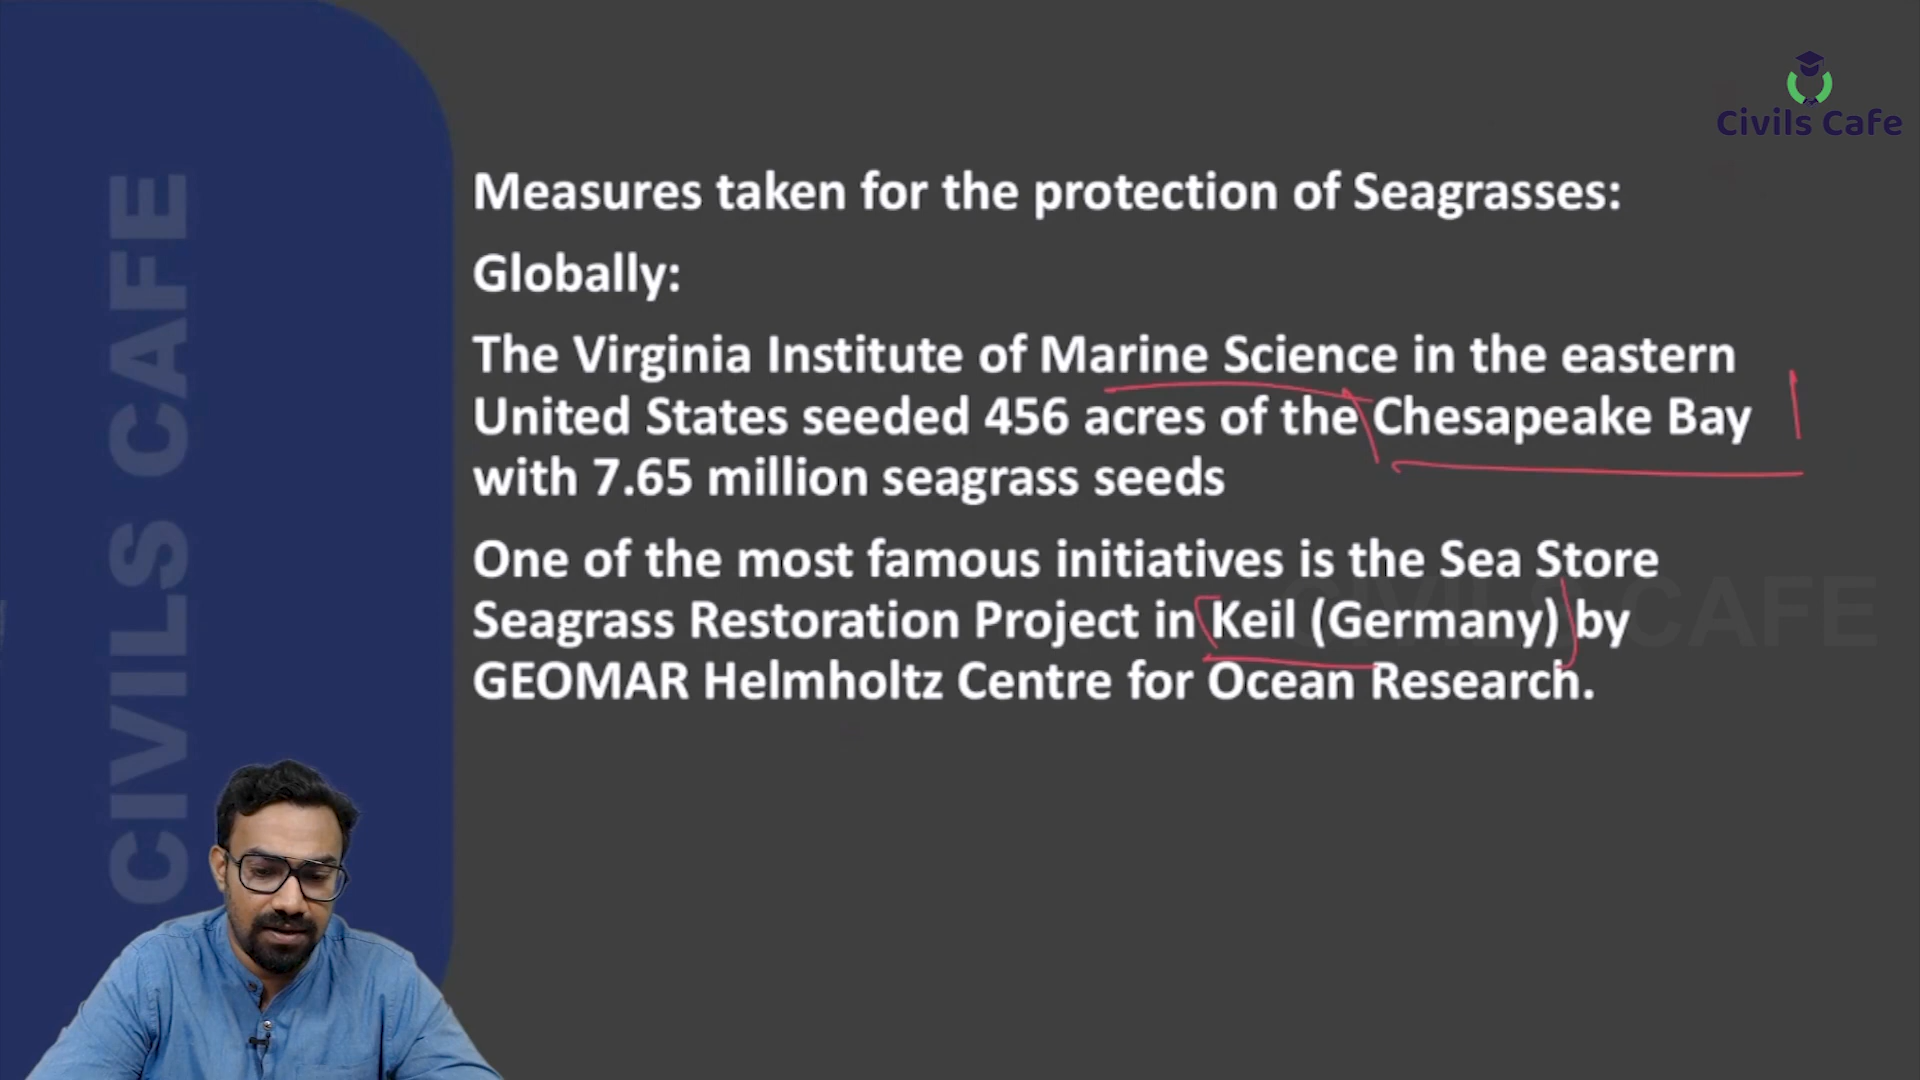 Civils Cafe
CIVILS CAFE
Measures taken for the protection of Seagrasses:
Globally:
The Virginia Institute of Marine Science in the eastern
United States seeded 456 acres of the Chesapeake Bay
with 7.65 million seagrass seeds
One of the most famous initiatives is the Sea Store
Seagrass Restoration Project in Keil (Germany) by
GEOMAR Helmholtz Centre for Ocean Research.
CIVILS CAFE